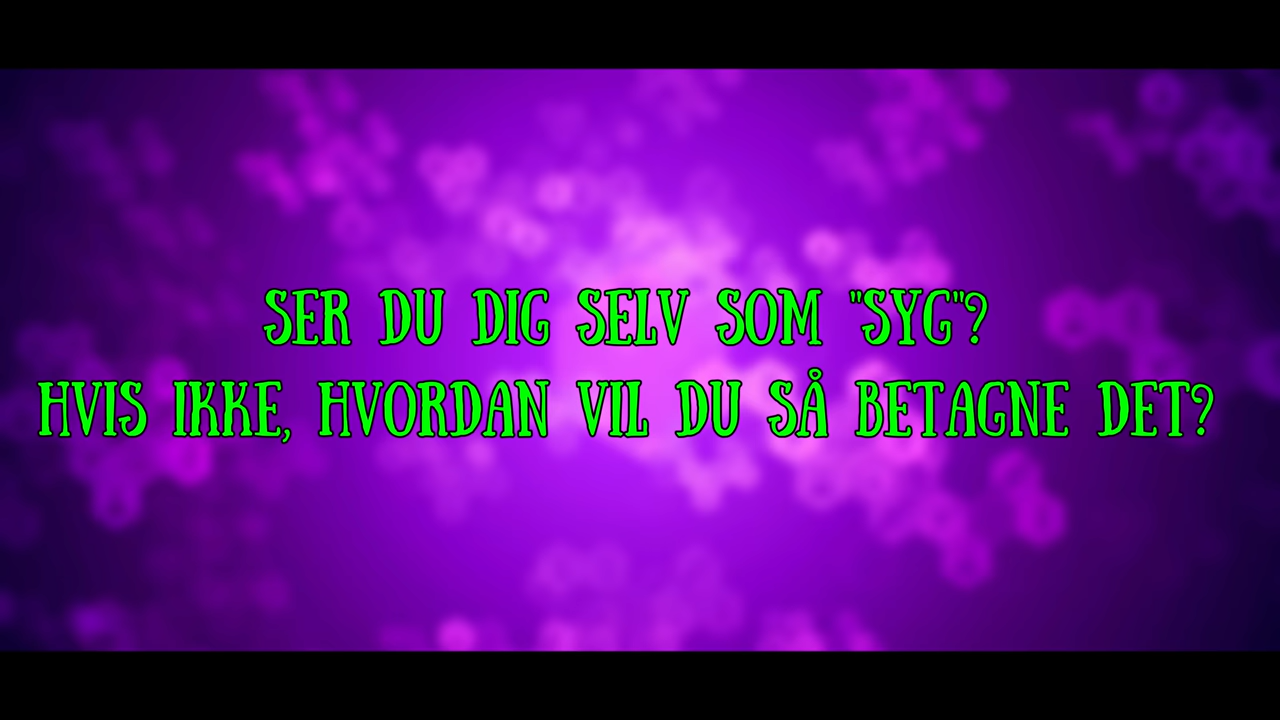 SER DU DIG SELV SOM "SYG"?
HVIS IKKE, HVORDAN VIL DU SÅ BETAGNE DET?